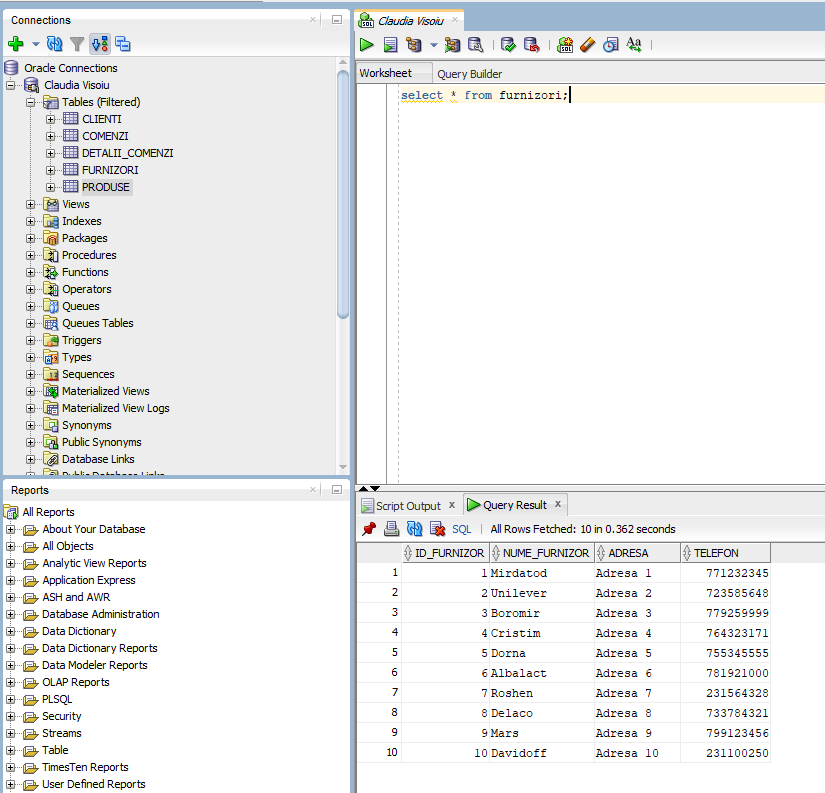 Connections
Oracle Connections
Claudia Visoiu
Tables (Filtered)
CLIENTI
COMENZI
DETALII_COMENZI
FURNIZORI
PRODUSE
Views
Indexes
Packages
Procedures
Functions
Operators
Queues
Queues Tables
Triggers
Types
Sequences
Materialized Views
Materialized View Logs
Synonyms
Public Synonyms
Database Links
Public Database Links
Reports
All Reports
About Your Database
All Objects
Analytic View Reports
Application Express
ASH and AWR
Database Administration
Data Dictionary
Data Dictionary Reports
Data Modeler Reports
OLAP Reports
PLSQL
Security
Streams
Table
TimesTen Reports
User Defined Reports
Claudia Visoiu
Worksheet Query Builder
select * from furnizori;
Script Output Query Result
SQL All Rows Fetched: 10 in 0.362 seconds
ID_FURNIZOR NUME_FURNIZOR ADRESA TELEFON
1 1 Mirdatod Adresa 1 771232345
2 2 Unilever Adresa 2 723585648
3 3 Boromir Adresa 3 779259999
4 4 Cristim Adresa 4 764323171
5 5 Dorna Adresa 5 755345555
6 6 Albalact Adresa 6 781921000
7 7 Roshen Adresa 7 231564328
8 8 Delaco Adresa 8 733784321
9 9 Mars Adresa 9 799123456
10 10 Davidoff Adresa 10 231100250